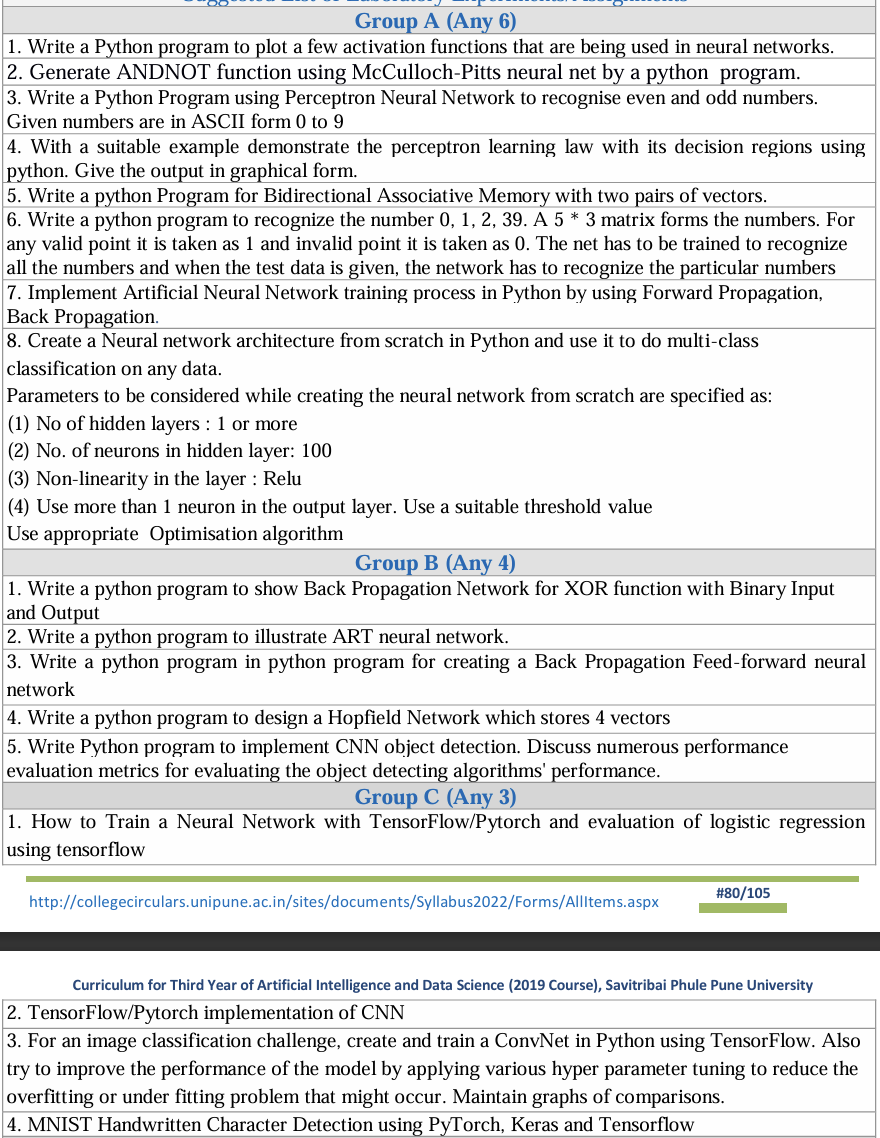 Suggested List of Laboratory Experiments/Assignments
Group A (Any 6)
1. Write a Python program to plot a few activation functions that are being used in neural networks.
2. Generate ANDNOT function using McCulloch-Pitts neural net by a python program.
3. Write a Python Program using Perceptron Neural Network to recognise even and odd numbers.
Given numbers are in ASCII form 0 to 9
4. With a suitable example demonstrate the perceptron learning law with its decision regions using
python. Give the output in graphical form.
5. Write a python Program for Bidirectional Associative Memory with two pairs of vectors.
6. Write a python program to recognize the number 0, 1, 2, 39. A 5 * 3 matrix forms the numbers. For
any valid point it is taken as 1 and invalid point it is taken as 0. The net has to be trained to recognize
all the numbers and when the test data is given, the network has to recognize the particular numbers
7. Implement Artificial Neural Network training process in Python by using Forward Propagation,
Back Propagation.
8. Create a Neural network architecture from scratch in Python and use it to do multi-class
classification on any data.
Parameters to be considered while creating the neural network from scratch are specified as:
(1) No of hidden layers : 1 or more
(2) No. of neurons in hidden layer: 100
(3) Non-linearity in the layer : Relu
(4) Use more than 1 neuron in the output layer. Use a suitable threshold value
Use appropriate Optimisation algorithm
Group B (Any 4)
1. Write a python program to show Back Propagation Network for XOR function with Binary Input
and Output
2. Write a python program to illustrate ART neural network.
3. Write a python program in python program for creating a Back Propagation Feed-forward neural
network
4. Write a python program to design a Hopfield Network which stores 4 vectors
5. Write Python program to implement CNN object detection. Discuss numerous performance
evaluation metrics for evaluating the object detecting algorithms' performance.
Group C (Any 3)
1. How to Train a Neural Network with TensorFlow/Pytorch and evaluation of logistic regression
using tensorflow
http://collegecirculars.unipune.ac.in/sites/documents/Syllabus2022/Forms/AllItems.aspx
#80/105
Curriculum for Third Year of Artificial Intelligence and Data Science (2019 Course), Savitribai Phule Pune University
2. TensorFlow/Pytorch implementation of CNN
3. For an image classification challenge, create and train a ConvNet in Python using TensorFlow. Also
try to improve the performance of the model by applying various hyper parameter tuning to reduce the
overfitting or under fitting problem that might occur. Maintain graphs of comparisons.
4. MNIST Handwritten Character Detection using PyTorch, Keras and Tensorflow